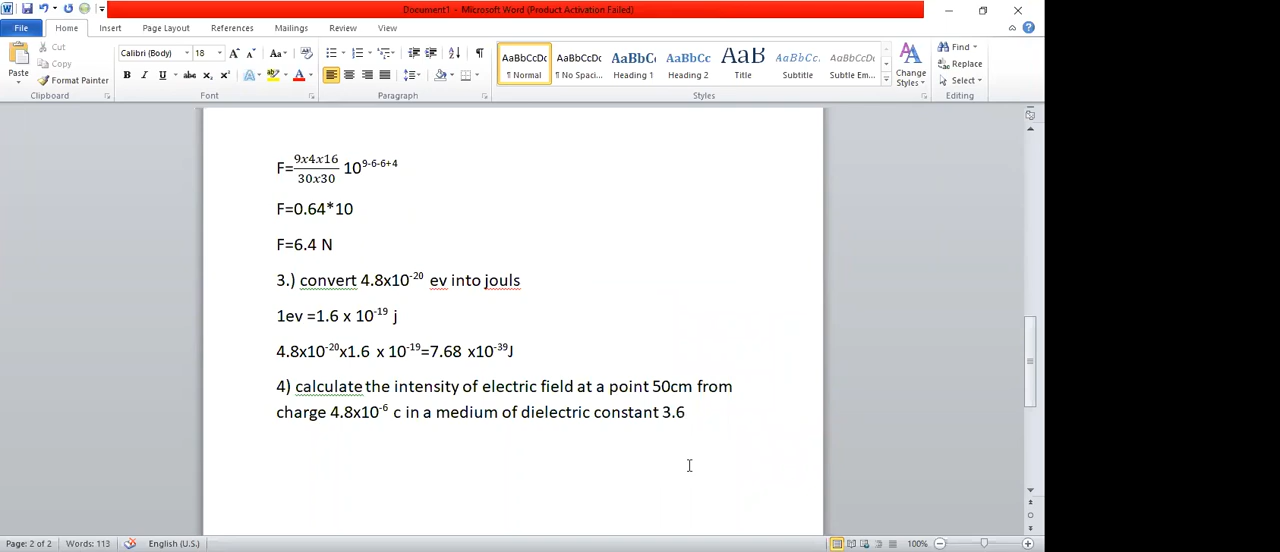 Document1 - Microsoft Word (Product Activation Failed)
File Home Insert Page Layout References Mailings Review View
Cut
Copy
Paste
Format Painter
Clipboard
Calibri (Body) 18
Font
Paragraph
AaBbCcDc AaBbCcDc AaBbC AaBbCc AaB AaBbCcL AaBbCcDc
¶ Normal ¶ No Spaci... Heading 1 Heading 2 Title Subtitle Subtle Em...
Styles
Change Styles
Find
Replace
Select
Editing
F=9x4x16/30x30 10^9-6-6+4
F=0.64*10
F=6.4 N
3.) convert 4.8x10^-20 ev into jouls
1ev =1.6 x 10^-19 j
4.8x10^-20x1.6 x 10^-19=7.68 x10^-39J
4) calculate the intensity of electric field at a point 50cm from
charge 4.8x10^-6 c in a medium of dielectric constant 3.6
Page: 2 of 2 Words: 113 English (U.S.) 100%